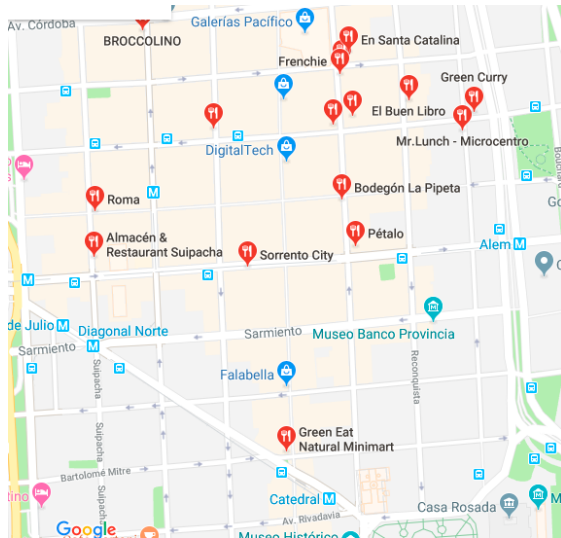 Av. Córdoba
Galerías Pacífico
BROCCOLINO
En Santa Catalina
Frenchie
Green Curry
El Buen Libro
Mr.Lunch - Microcentro
DigitalTech
Bodegón La Pipeta
Roma
Almacén &
Restaurant Suipacha
Sorrento City
Pétalo
Alem M
M
M
de Julio M
Diagonal Norte
M
Sarmiento
Sarmiento
Museo Banco Provincia
Suipacha
Reconquista
Falabella
Green Eat
Natural Minimart
Suipacha
Bartolomé Mitre
Suipacha
Catedral M
Av. Rivadavia
Casa Rosada
Google
Museo Histórico